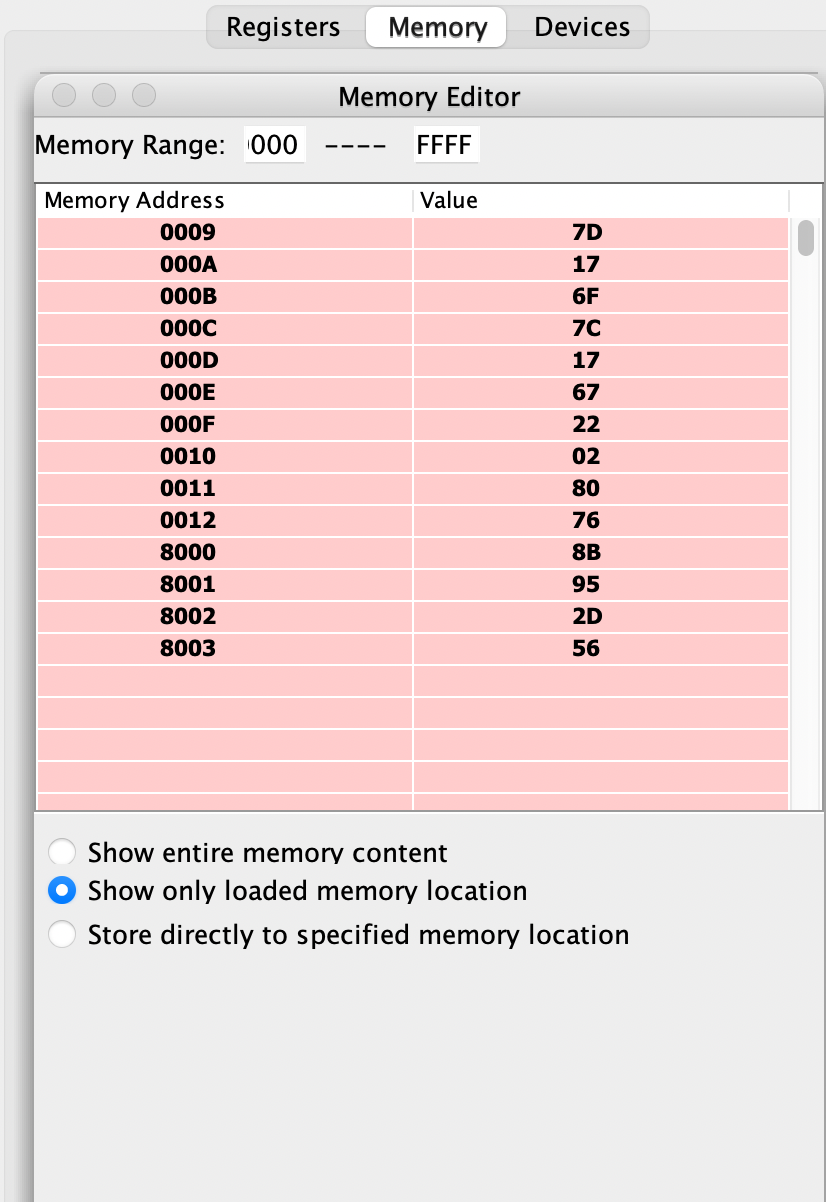 Registers Memory Devices
Memory Editor
Memory Range: 0000 ---- FFFF
Memory Address Value
0009 7D
000A 17
000B 6F
000C 7C
000D 17
000E 67
000F 22
0010 02
0011 80
0012 76
8000 8B
8001 95
8002 2D
8003 56
Show entire memory content
Show only loaded memory location
Store directly to specified memory location